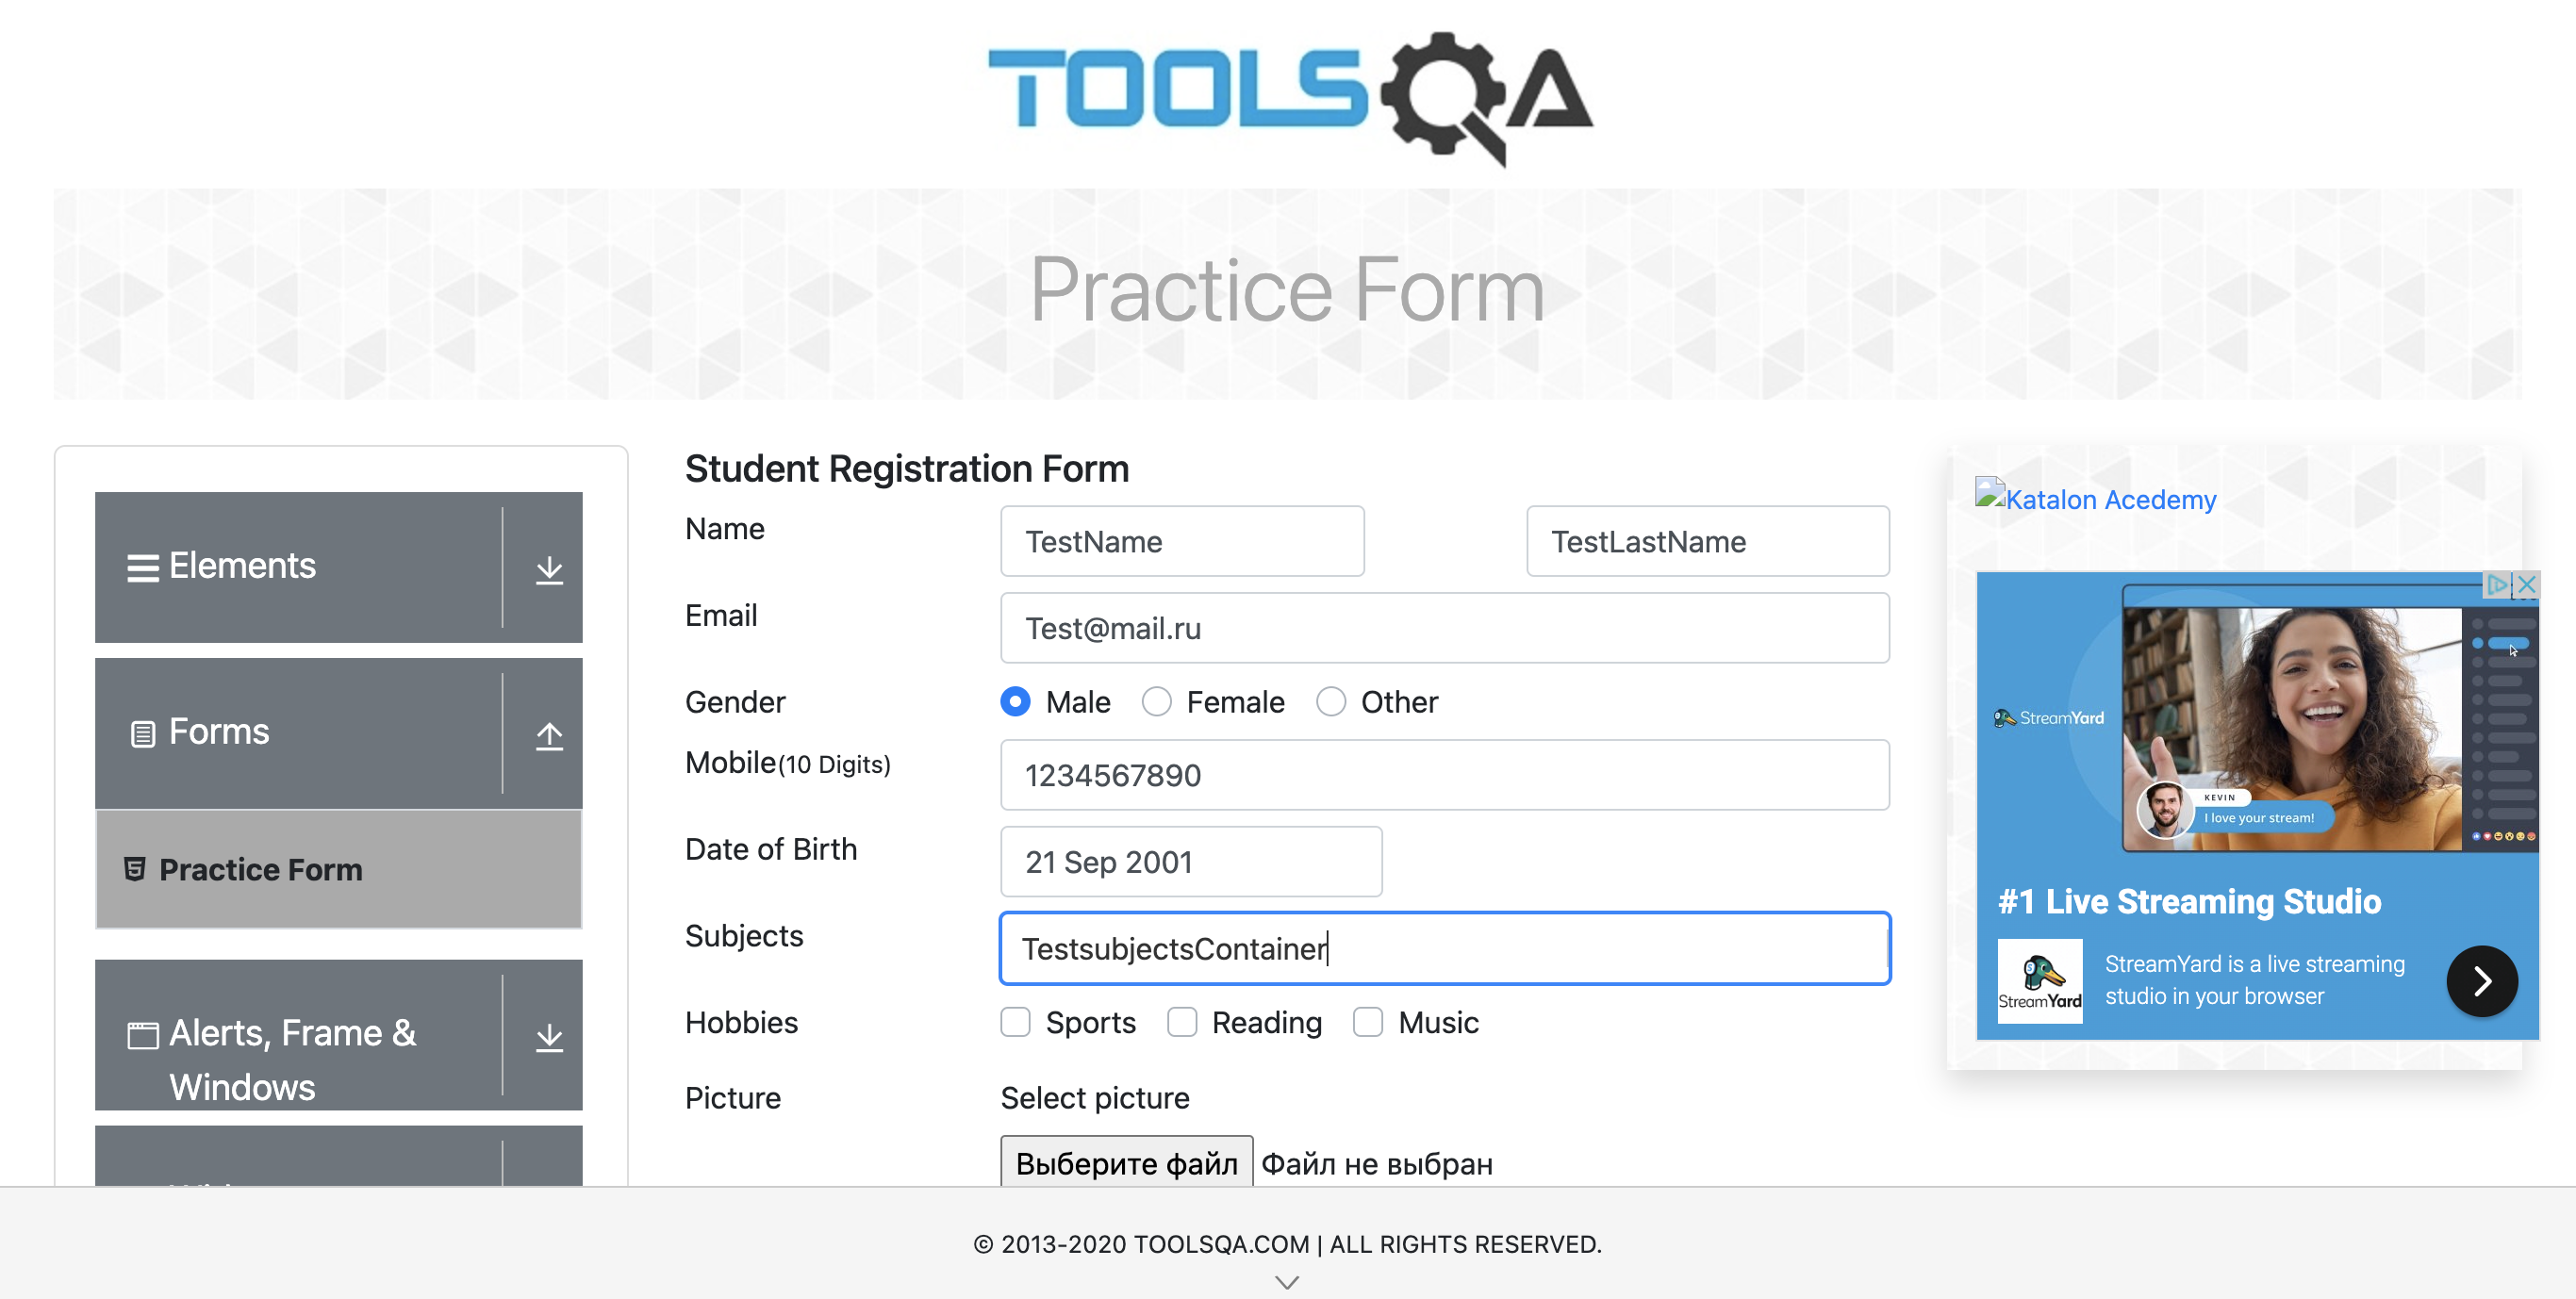 TOOLSQA
Practice Form
Elements
Forms
Practice Form
Alerts, Frame &
Windows
Student Registration Form
Name TestName TestLastName
Email Test@mail.ru
Gender Male Female Other
Mobile(10 Digits) 1234567890
Date of Birth 21 Sep 2001
Subjects TestsubjectsContainer
Hobbies Sports Reading Music
Picture Select picture
Выберите файл Файл не выбран
Katalon Acedemy
StreamYard
KEVIN
I love your stream!
#1 Live Streaming Studio
StreamYard
StreamYard is a live streaming
studio in your browser
© 2013-2020 TOOLSQA.COM | ALL RIGHTS RESERVED.